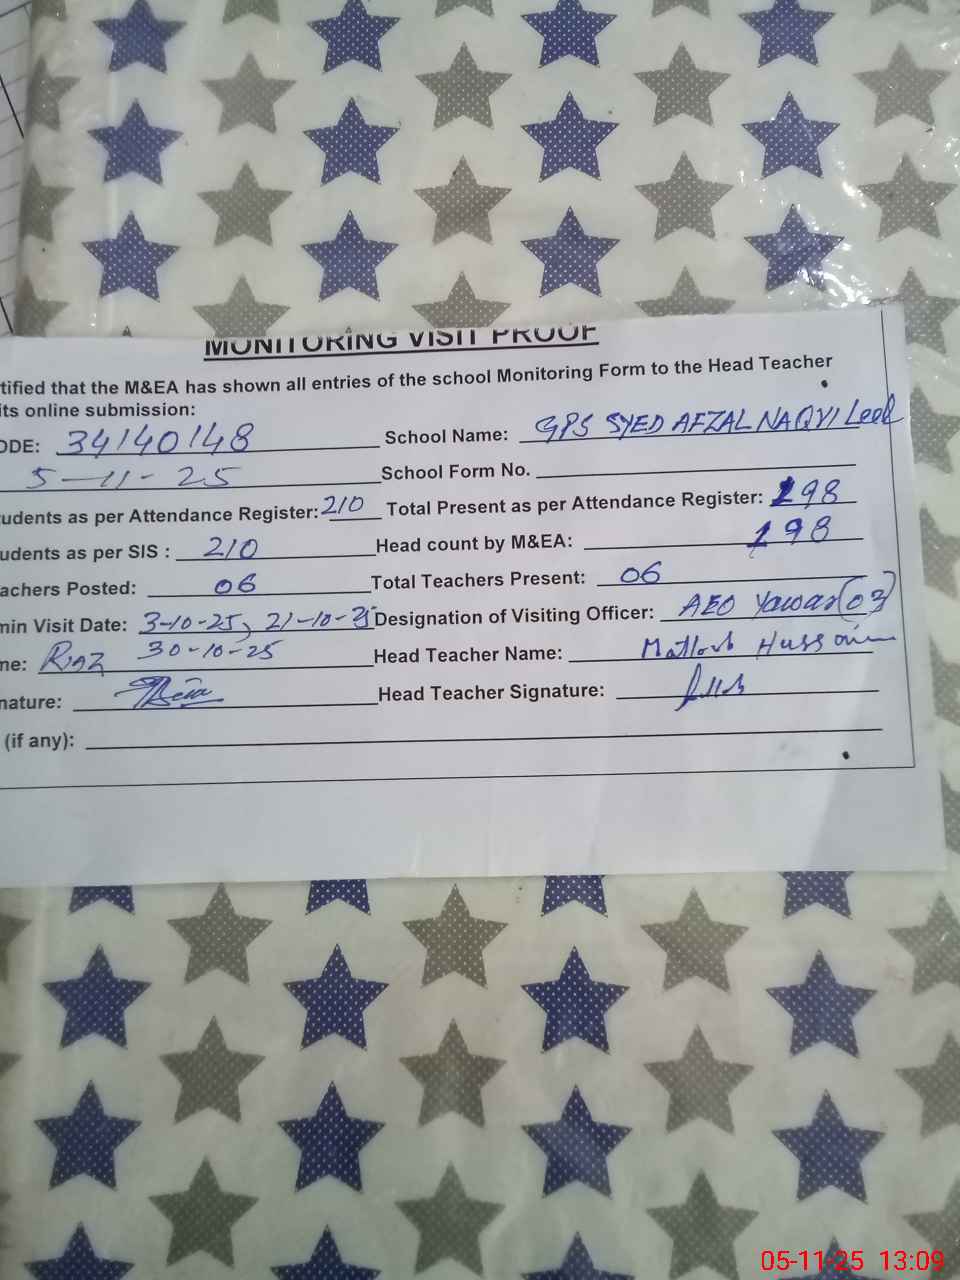 MONITORING VISIT PROOF
tified that the M&EA has shown all entries of the school Monitoring Form to the Head Teacher
its online submission:
ODE: 34140148 School Name: GPS SYED AFZAL NAQVI
5-11-25 School Form No.
udents as per Attendance Register: 210 Total Present as per Attendance Register: 198
udents as per SIS : 210 Head count by M&EA: 198
achers Posted: 06 Total Teachers Present: 06
min Visit Date: 3-10-25, 21-10-25 Designation of Visiting Officer: AEO Yawar (03)
me: Riaz 30-10-25 Head Teacher Name: Matloob Hussain
nature: Head Teacher Signature:
(if any):
05-11-25 13:09